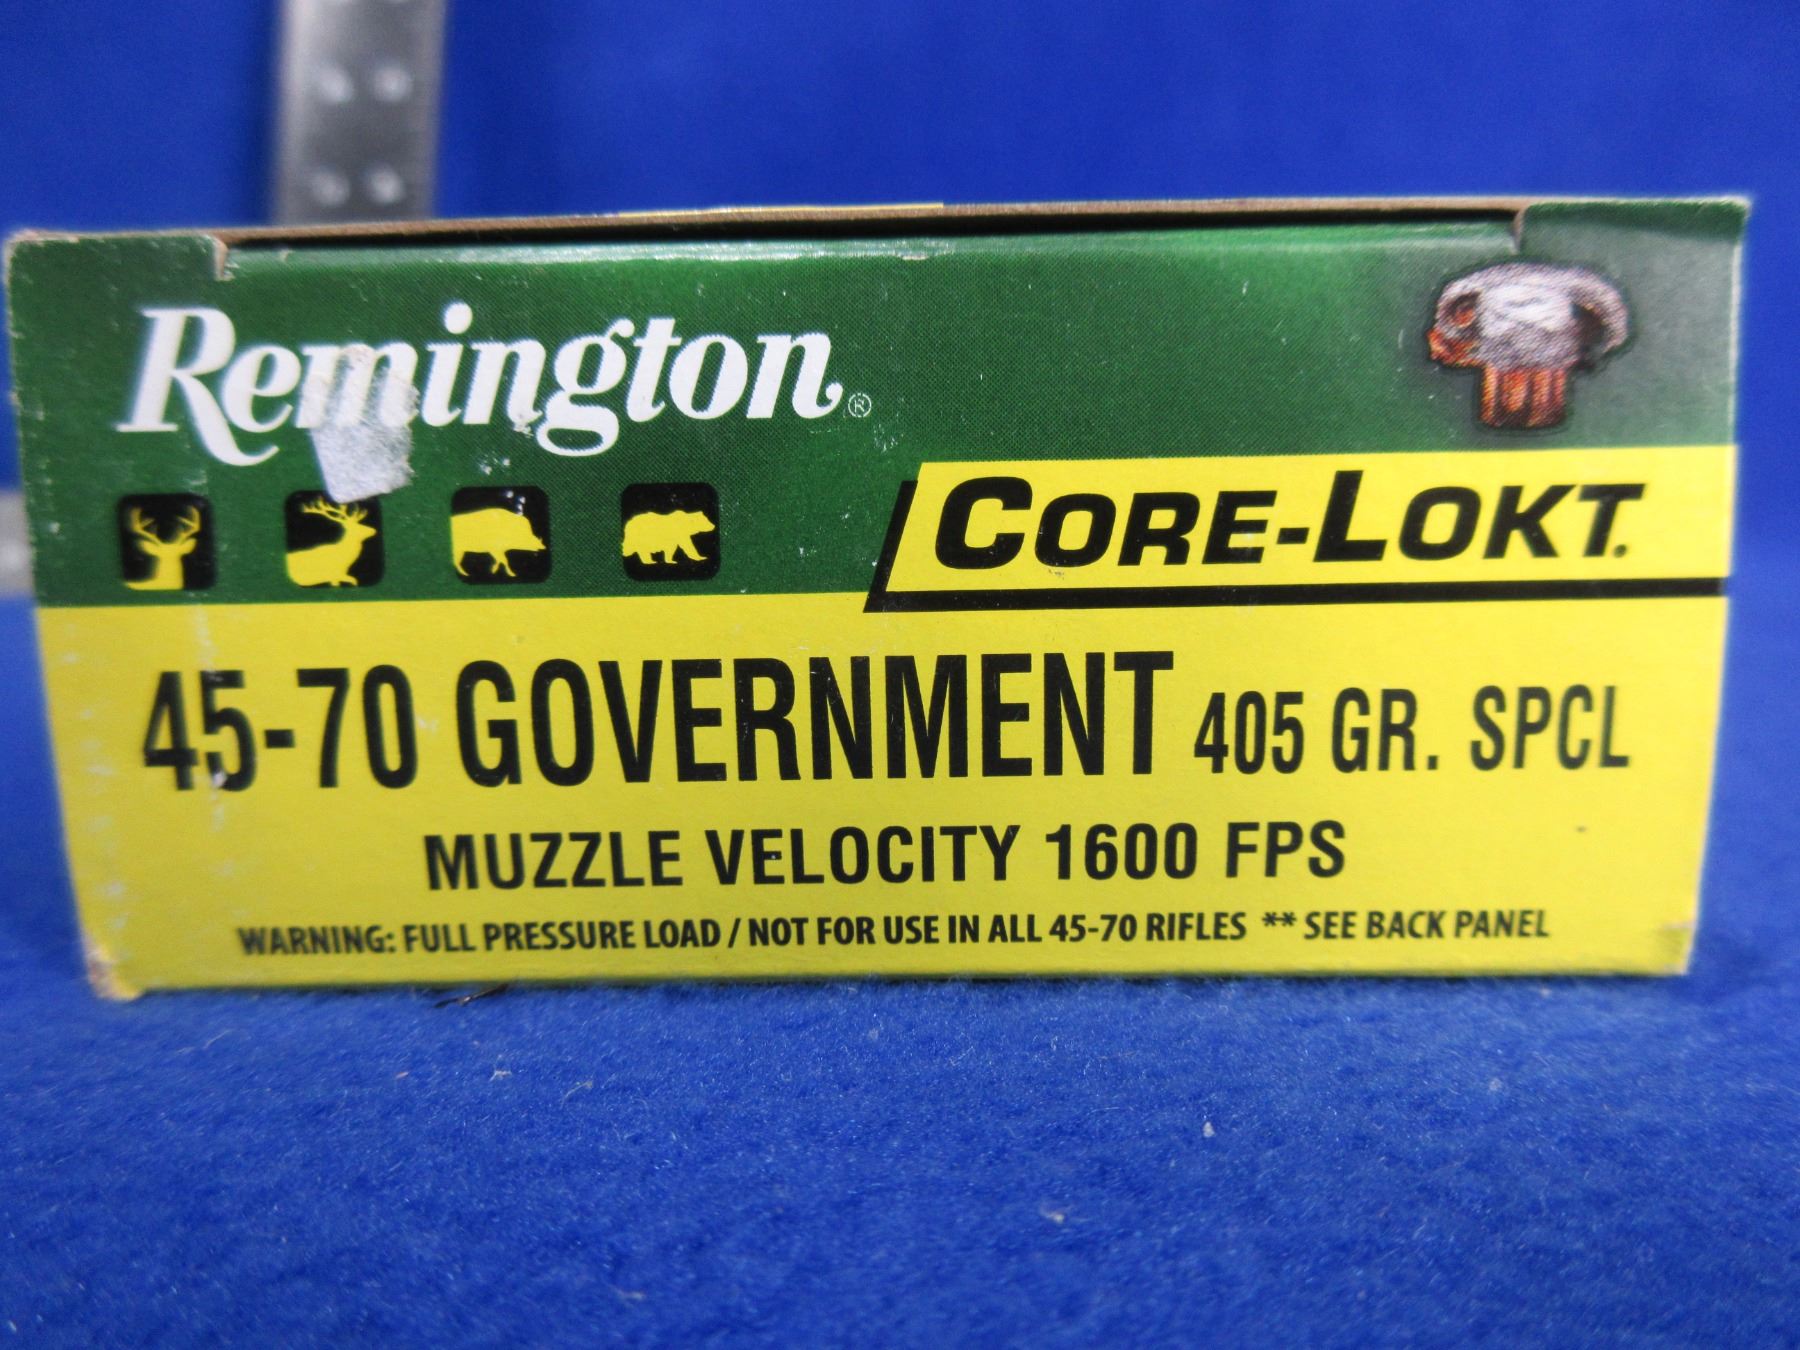 Remington®
CORE-LOKT.
45-70 GOVERNMENT 405 GR. SPCL
MUZZLE VELOCITY 1600 FPS
WARNING: FULL PRESSURE LOAD / NOT FOR USE IN ALL 45-70 RIFLES ** SEE BACK PANEL